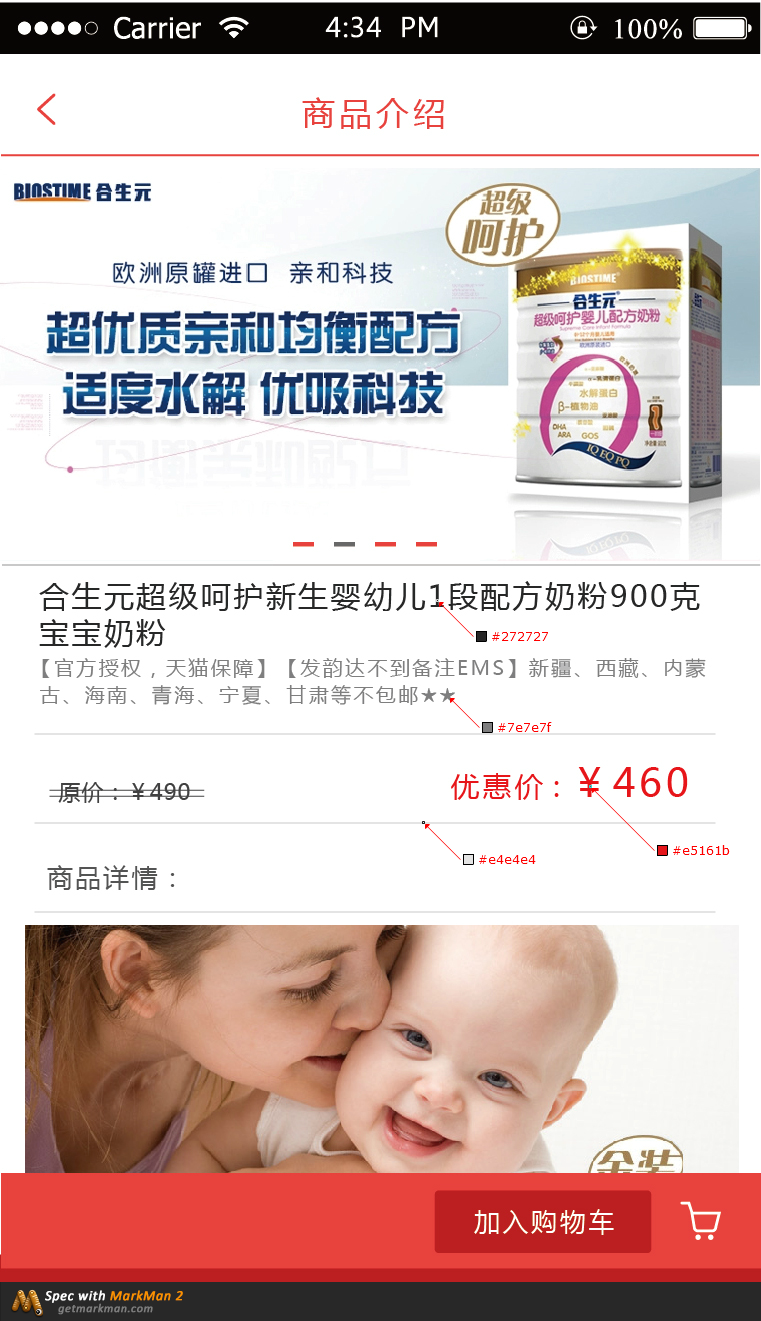 Carrier 4:34 PM 100%
商品介绍
BIOSTIME 合生元
超级
呵护
欧洲原罐进口 亲和科技
超优质亲和均衡配方
适度水解 优吸科技
BIOSTIME
合生元
超级呵护婴儿配方奶粉
Supreme Care Infant Formula
水解蛋白
β-植物油
DHA
ARA
GOS
IQ EQ PQ
合生元超级呵护新生婴幼儿1段配方奶粉900克
宝宝奶粉
#272727
【官方授权，天猫保障】【发韵达不到备注EMS】新疆、西藏、内蒙
古、海南、青海、宁夏、甘肃等不包邮★★
#7e7e7f
原价：￥490
优惠价：￥460
#e5161b
#e4e4e4
商品详情：
金装
加入购物车
Spec with MarkMan 2
getmarkman.com